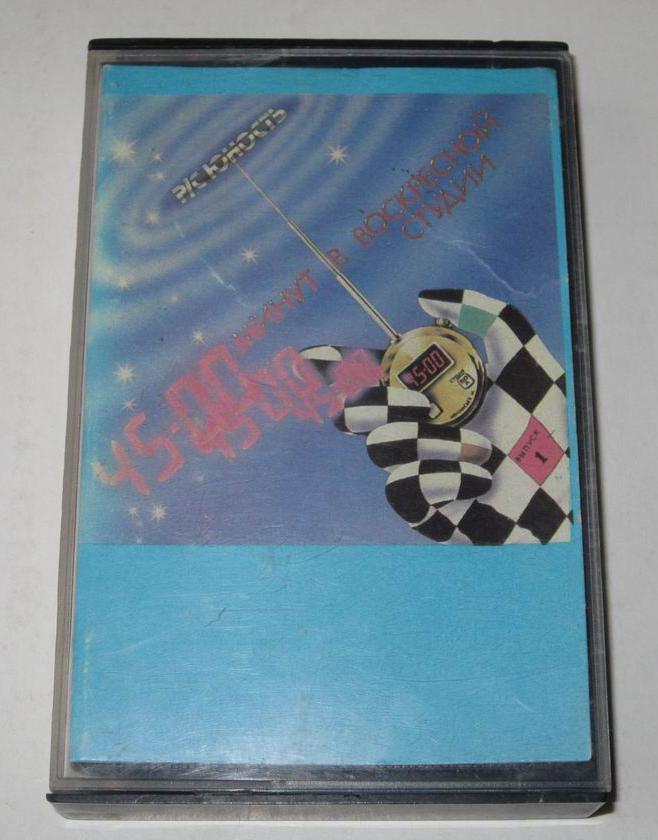 Р/С ЮНОСТЬ
45-00 МИНУТ В ВОСКРЕСНОЙ
СТУДИИ
45-00
ВЫПУСК
1